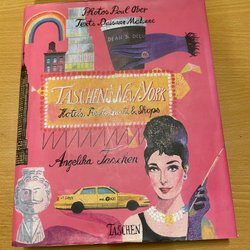 Photos Paul Ober
Texts Daisann McLane
DEAN & DELUCA
TASCHEN'S NEW YORK
Hotels, Restaurants & Shops
Angelika Taschen
TASCHEN